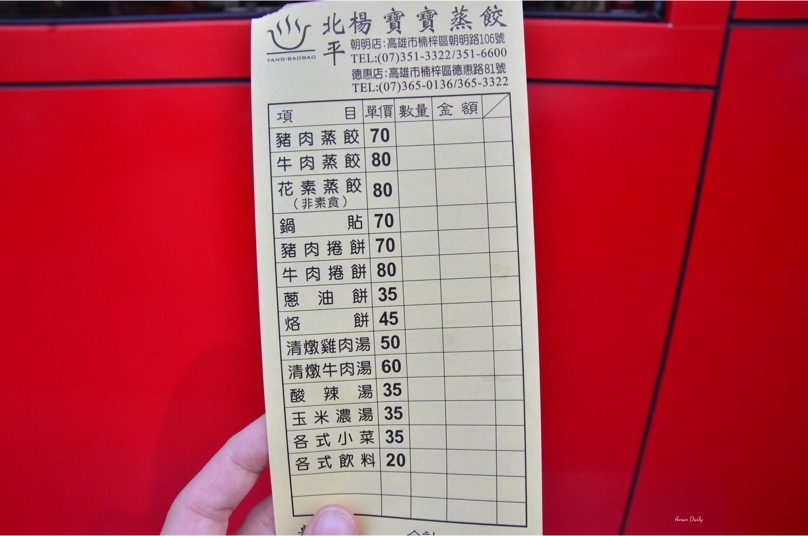 北平 楊寶寶蒸餃
YANG-BAOBAO
朝明店:高雄市楠梓區朝明路106號
TEL:(07)351-3322/351-6600
德惠店:高雄市楠梓區德惠路81號
TEL:(07)365-0136/365-3322
項目 單價 數量 金額
豬肉蒸餃 70
牛肉蒸餃 80
花素蒸餃 80
(非素食)
鍋貼 70
豬肉捲餅 70
牛肉捲餅 80
蔥油餅 35
烙餅 45
清燉雞肉湯 50
清燉牛肉湯 60
酸辣湯 35
玉米濃湯 35
各式小菜 35
各式飲料 20
Amin Daily